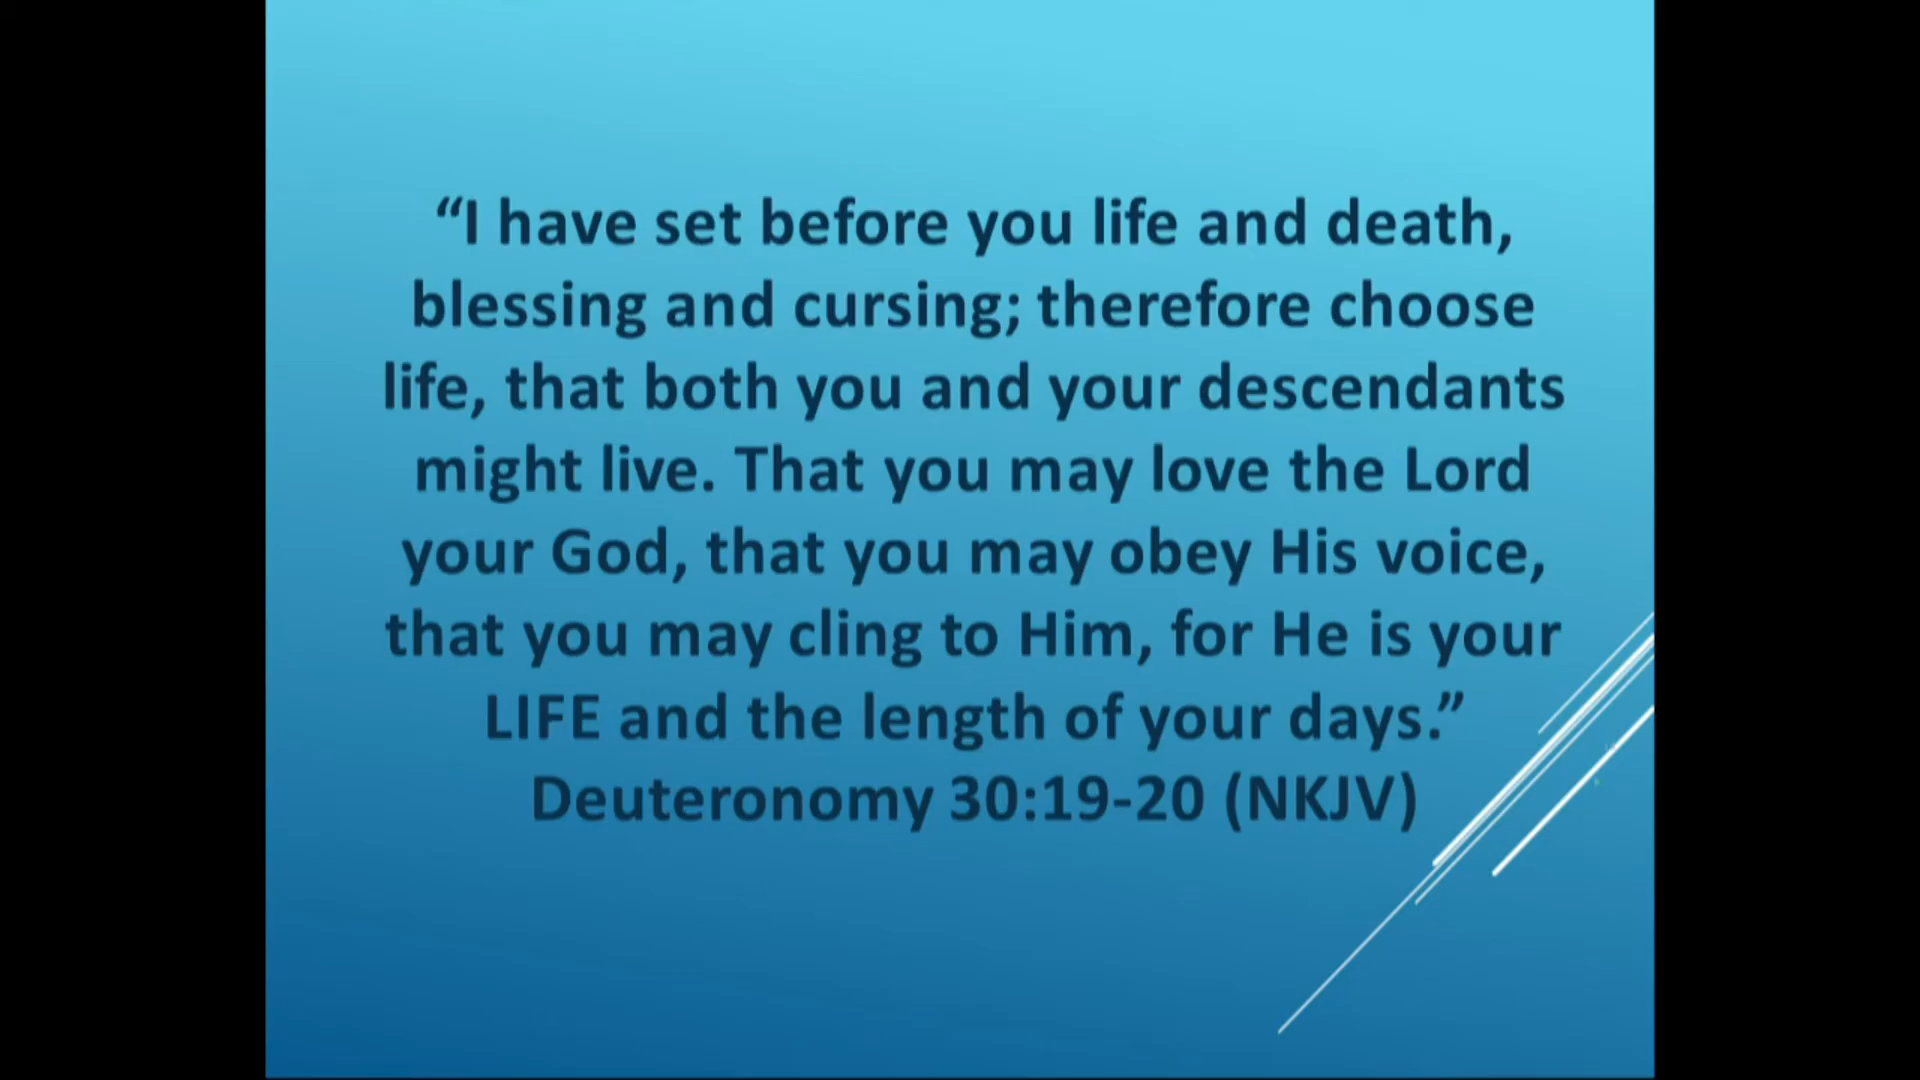 “I have set before you life and death,
blessing and cursing; therefore choose
life, that both you and your descendants
might live. That you may love the Lord
your God, that you may obey His voice,
that you may cling to Him, for He is your
LIFE and the length of your days.”
Deuteronomy 30:19-20 (NKJV)